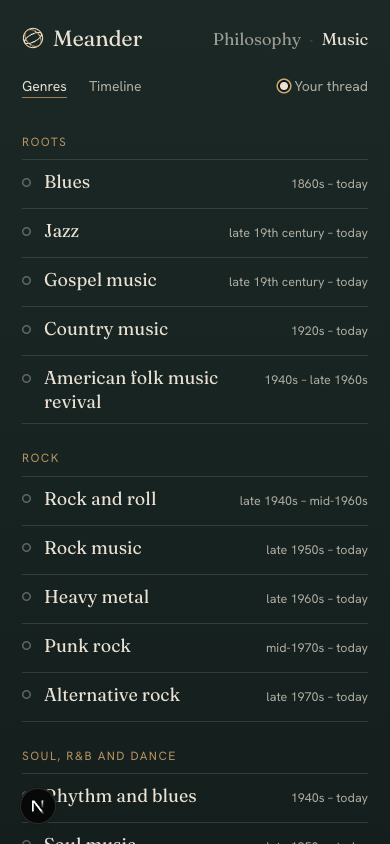 Meander
Philosophy · Music
Genres Timeline Your thread
ROOTS
Blues 1860s – today
Jazz late 19th century – today
Gospel music late 19th century – today
Country music 1920s – today
American folk music 1940s – late 1960s
revival
ROCK
Rock and roll late 1940s – mid-1960s
Rock music late 1950s – today
Heavy metal late 1960s – today
Punk rock mid-1970s – today
Alternative rock late 1970s – today
SOUL, R&B AND DANCE
Rhythm and blues 1940s – today
N
Soul music